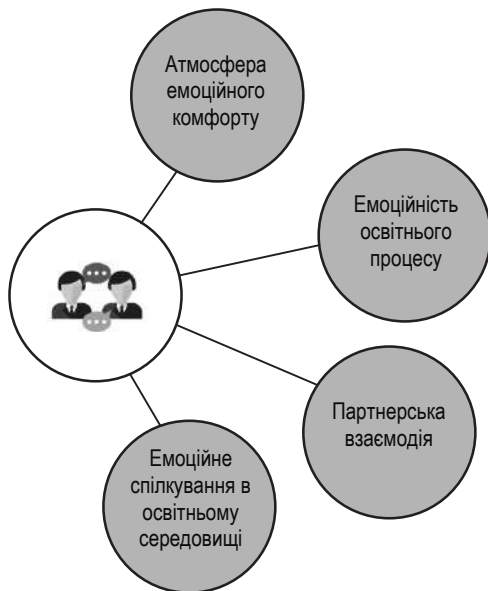 Атмосфера
емоційного
комфорту
Емоційність
освітнього
процесу
Партнерська
взаємодія
Емоційне
спілкування в
освітньому
середовищі